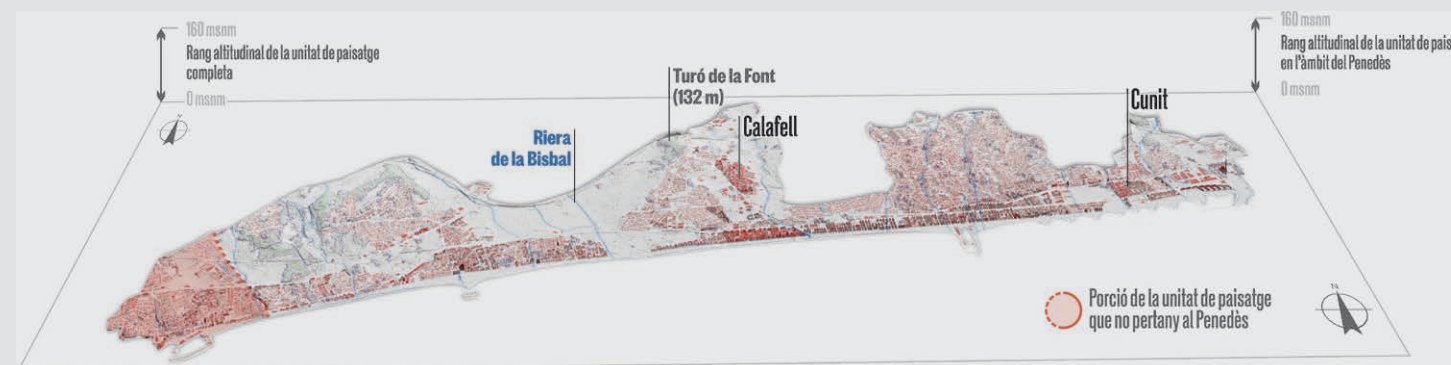 160 msnm
Rang altitudinal de la unitat de paisatge
completa
0 msnm
Riera
de la Bisbal
Turó de la Font
(132 m)
Calafell
Cunit
160 msnm
Rang altitudinal de la unitat de pais
en l'àmbit del Penedès
0 msnm
Porció de la unitat de paisatge
que no pertany al Penedès
N